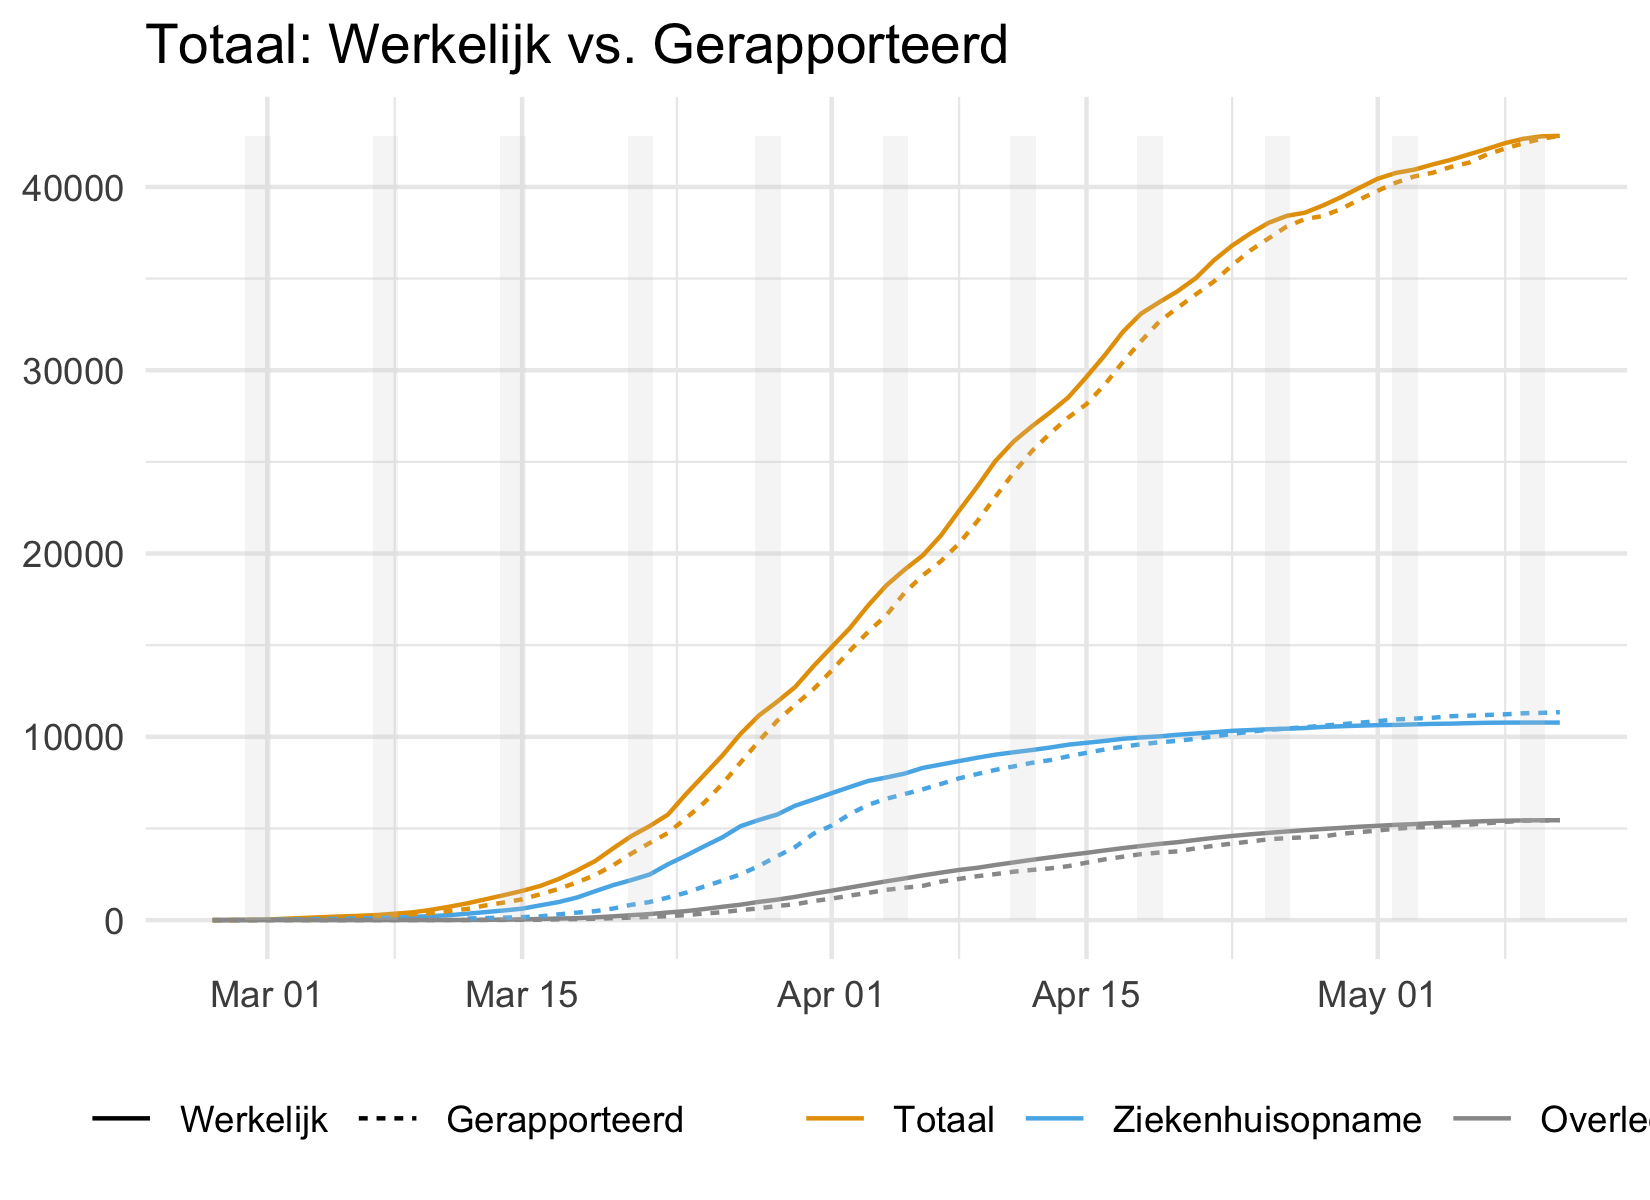 Totaal: Werkelijk vs. Gerapporteerd
40000
30000
20000
10000
0
Mar 01 Mar 15 Apr 01 Apr 15 May 01
Werkelijk Gerapporteerd Totaal Ziekenhuisopname